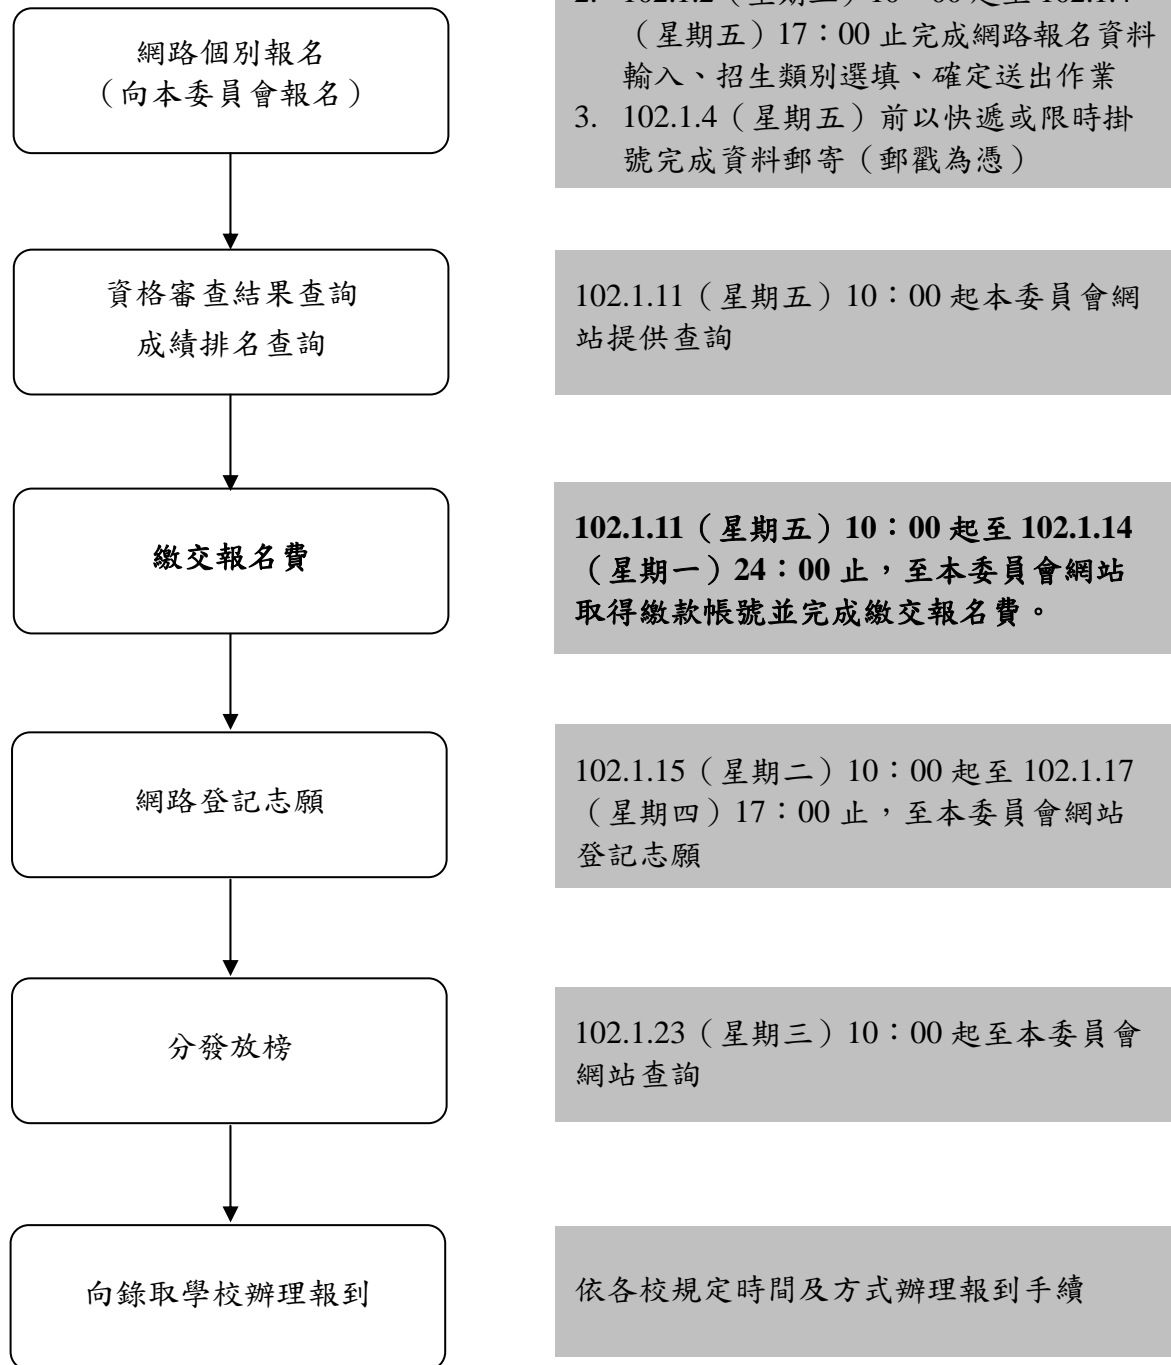 網路個別報名
（向本委員會報名）
（星期五）17：00 止完成網路報名資料
輸入、招生類別選填、確定送出作業
3. 102.1.4（星期五）前以快遞或限時掛
號完成資料郵寄（郵戳為憑）
資格審查結果查詢
成績排名查詢
102.1.11（星期五）10：00 起本委員會網
站提供查詢
繳交報名費
102.1.11（星期五）10：00 起至 102.1.14
（星期一）24：00 止，至本委員會網站
取得繳款帳號並完成繳交報名費。
網路登記志願
102.1.15（星期二）10：00 起至 102.1.17
（星期四）17：00 止，至本委員會網站
登記志願
分發放榜
102.1.23（星期三）10：00 起至本委員會
網站查詢
向錄取學校辦理報到
依各校規定時間及方式辦理報到手續